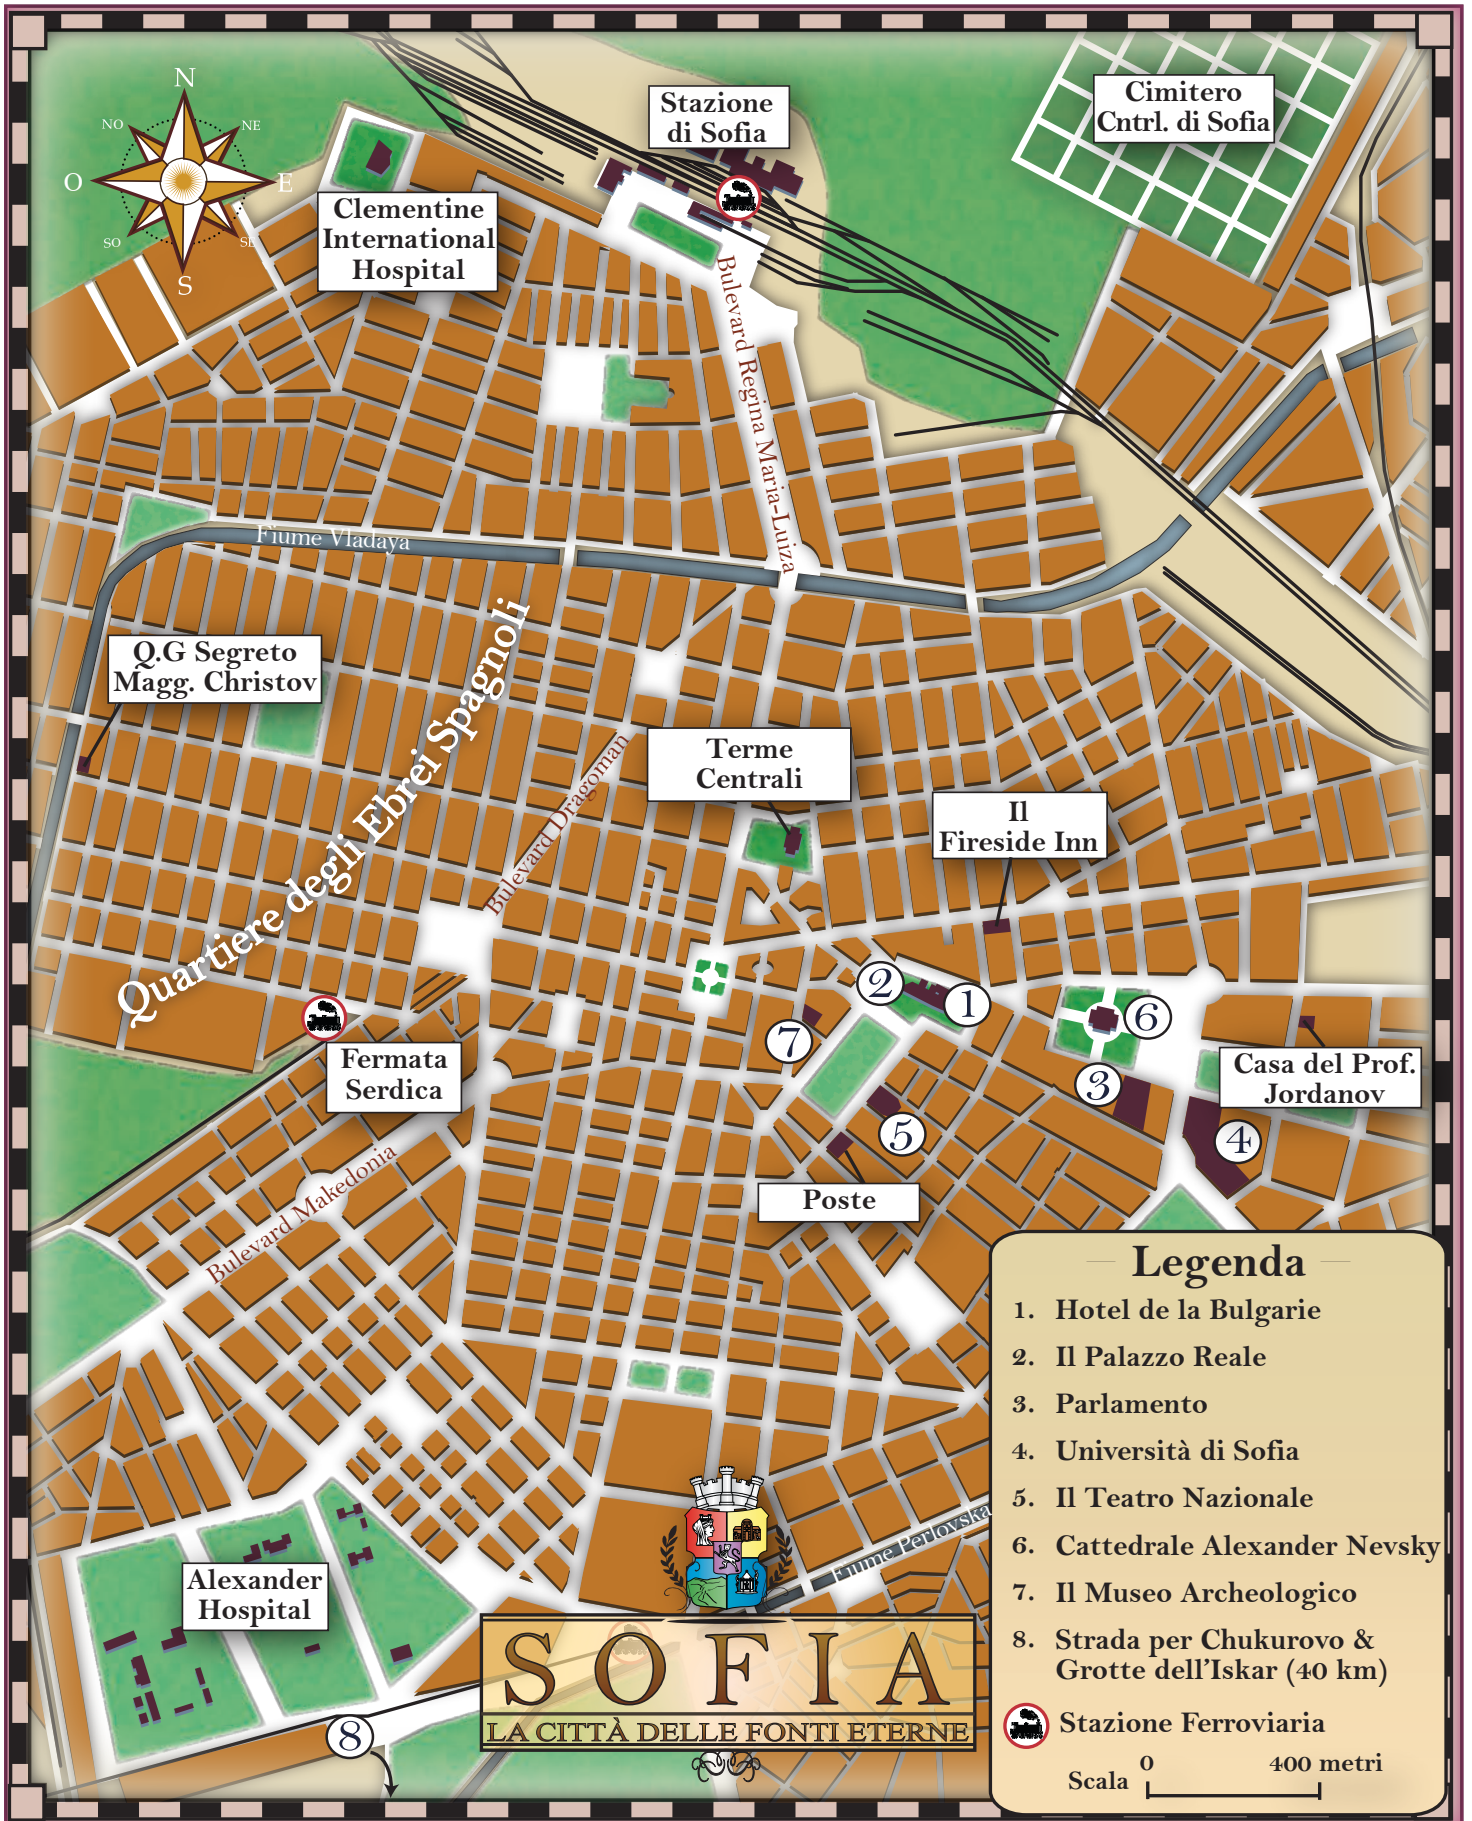 N
NO
NE
O
E
SO
SE
S
Stazione
di Sofia
Cimitero
Cntrl. di Sofia
Clementine
International
Hospital
Bulevard Regina Maria-Luiza
Fiume Vladaya
Q.G Segreto
Magg. Christov
Quartiere degli Ebrei Spagnoli
Bulevard Dragoman
Terme
Centrali
Il
Fireside Inn
2
1
6
7
3
5
4
Casa del Prof.
Jordanov
Fermata
Serdica
Bulevard Makedonia
Poste
Alexander
Hospital
8
Fiume Perlovska
SOFIA
LA CITTÀ DELLE FONTI ETERNE
Legenda
1. Hotel de la Bulgarie
2. Il Palazzo Reale
3. Parlamento
4. Università di Sofia
5. Il Teatro Nazionale
6. Cattedrale Alexander Nevsky
7. Il Museo Archeologico
8. Strada per Chukurovo &
Grotte dell'Iskar (40 km)
Stazione Ferroviaria
0 400 metri
Scala